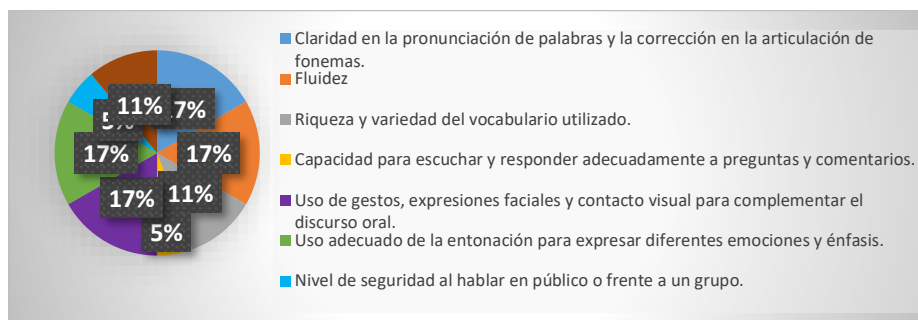 Claridad en la pronunciación de palabras y la corrección en la articulación de
fonemas.
Fluidez
Riqueza y variedad del vocabulario utilizado.
Capacidad para escuchar y responder adecuadamente a preguntas y comentarios.
Uso de gestos, expresiones faciales y contacto visual para complementar el
discurso oral.
Uso adecuado de la entonación para expresar diferentes emociones y énfasis.
Nivel de seguridad al hablar en público o frente a un grupo.
11%
17%
17%
17%
11%
5%